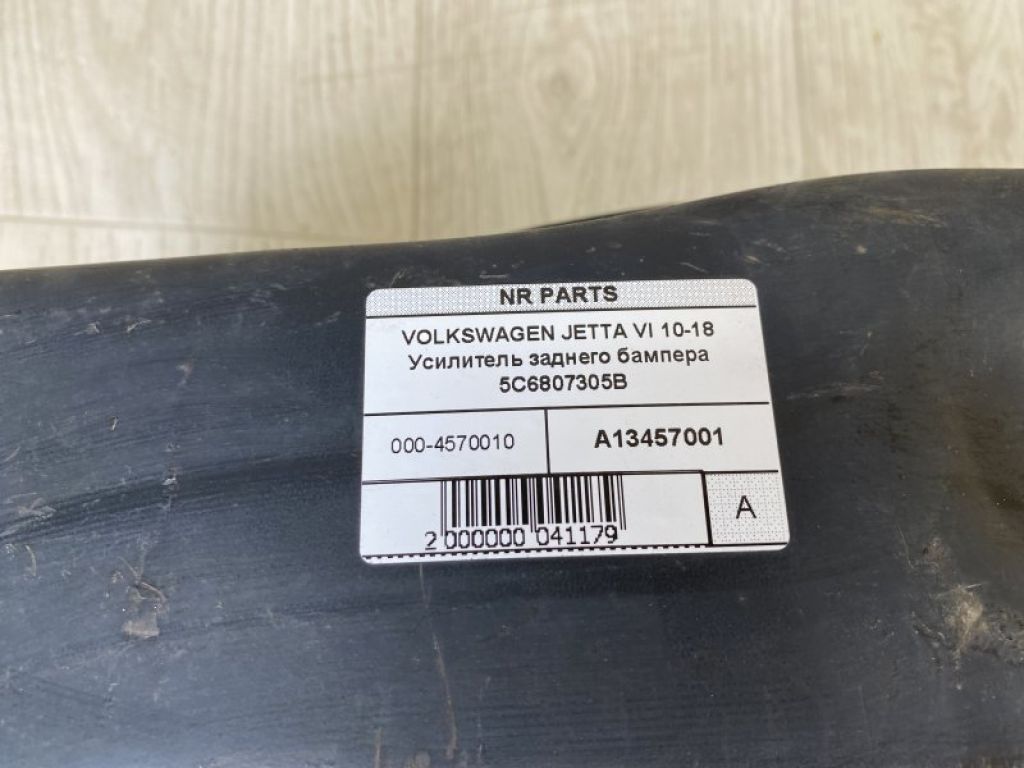 NR PARTS
VOLKSWAGEN JETTA VI 10-18
Усилитель заднего бампера
5C6807305B
000-4570010
A13457001
A
2 000000 041179